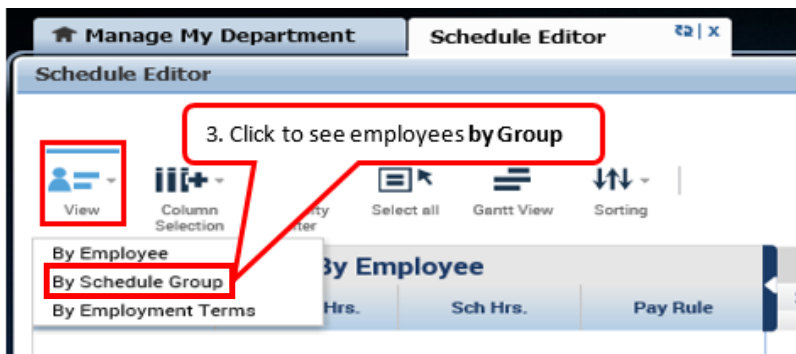 Manage My Department
Schedule Editor
x
Schedule Editor
3. Click to see employees by Group
View
Column
Selection
Select all
Gantt View
Sorting
By Employee
By Schedule Group
By Employment Terms
By Employee
Hrs.
Sch Hrs.
Pay Rule